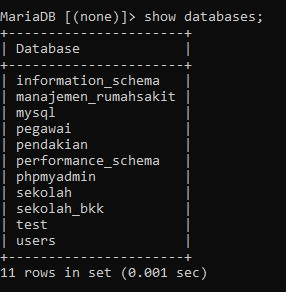 MariaDB [(none)]> show databases;
+--------------------+
| Database           |
+--------------------+
| information_schema |
| manajemen_rumahsakit |
| mysql              |
| pegawai            |
| pendakian          |
| performance_schema |
| phpmyadmin         |
| sekolah            |
| sekolah_bkk        |
| test               |
| users              |
+--------------------+
11 rows in set (0.001 sec)